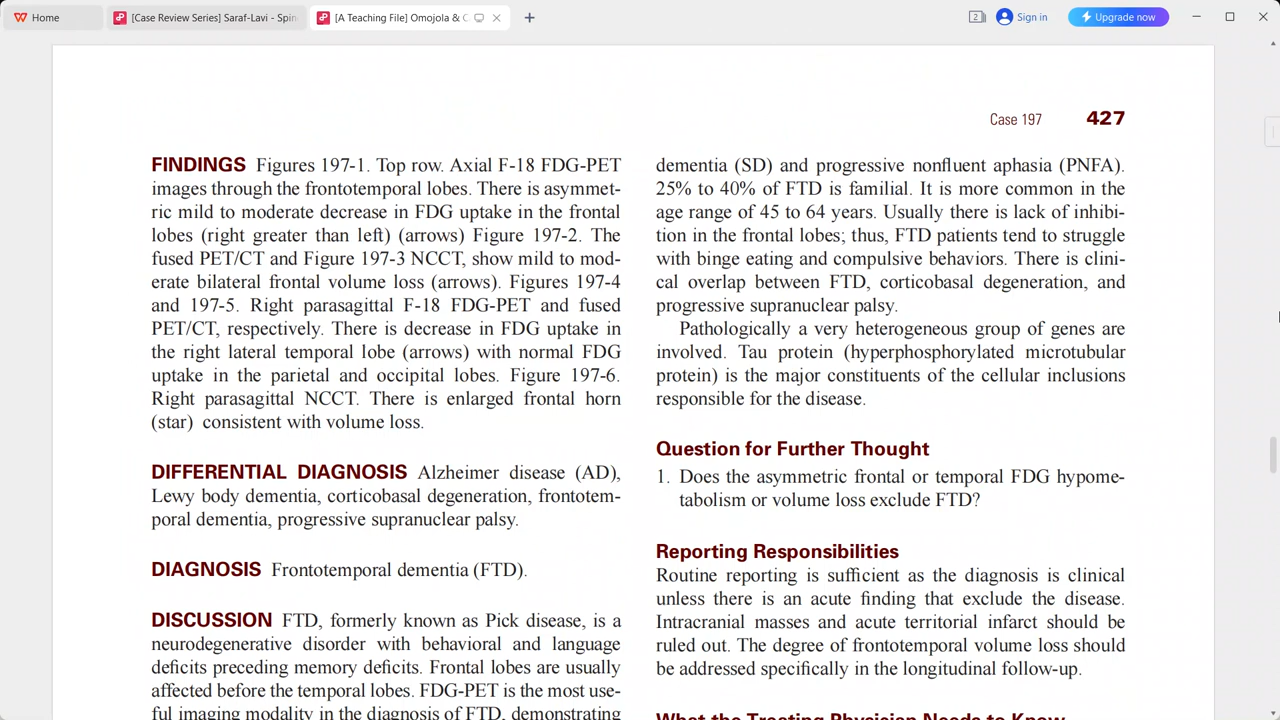 Home
[Case Review Series] Saraf-Lavi - Spin
[A Teaching File] Omojola & C
2
Sign in
Upgrade now
Case 197 427
FINDINGS Figures 197-1. Top row. Axial F-18 FDG-PET
images through the frontotemporal lobes. There is asymmet-
ric mild to moderate decrease in FDG uptake in the frontal
lobes (right greater than left) (arrows) Figure 197-2. The
fused PET/CT and Figure 197-3 NCCT, show mild to mod-
erate bilateral frontal volume loss (arrows). Figures 197-4
and 197-5. Right parasagittal F-18 FDG-PET and fused
PET/CT, respectively. There is decrease in FDG uptake in
the right lateral temporal lobe (arrows) with normal FDG
uptake in the parietal and occipital lobes. Figure 197-6.
Right parasagittal NCCT. There is enlarged frontal horn
(star) consistent with volume loss.
DIFFERENTIAL DIAGNOSIS Alzheimer disease (AD),
Lewy body dementia, corticobasal degeneration, frontotem-
poral dementia, progressive supranuclear palsy.
DIAGNOSIS Frontotemporal dementia (FTD).
DISCUSSION FTD, formerly known as Pick disease, is a
neurodegenerative disorder with behavioral and language
deficits preceding memory deficits. Frontal lobes are usually
affected before the temporal lobes. FDG-PET is the most use-
ful imaging modality in the diagnosis of FTD, demonstrating
dementia (SD) and progressive nonfluent aphasia (PNFA).
25% to 40% of FTD is familial. It is more common in the
age range of 45 to 64 years. Usually there is lack of inhibi-
tion in the frontal lobes; thus, FTD patients tend to struggle
with binge eating and compulsive behaviors. There is clini-
cal overlap between FTD, corticobasal degeneration, and
progressive supranuclear palsy.
Pathologically a very heterogeneous group of genes are
involved. Tau protein (hyperphosphorylated microtubular
protein) is the major constituents of the cellular inclusions
responsible for the disease.
Question for Further Thought
1. Does the asymmetric frontal or temporal FDG hypome-
tabolism or volume loss exclude FTD?
Reporting Responsibilities
Routine reporting is sufficient as the diagnosis is clinical
unless there is an acute finding that exclude the disease.
Intracranial masses and acute territorial infarct should be
ruled out. The degree of frontotemporal volume loss should
be addressed specifically in the longitudinal follow-up.
What the Treating Physician Needs to Know